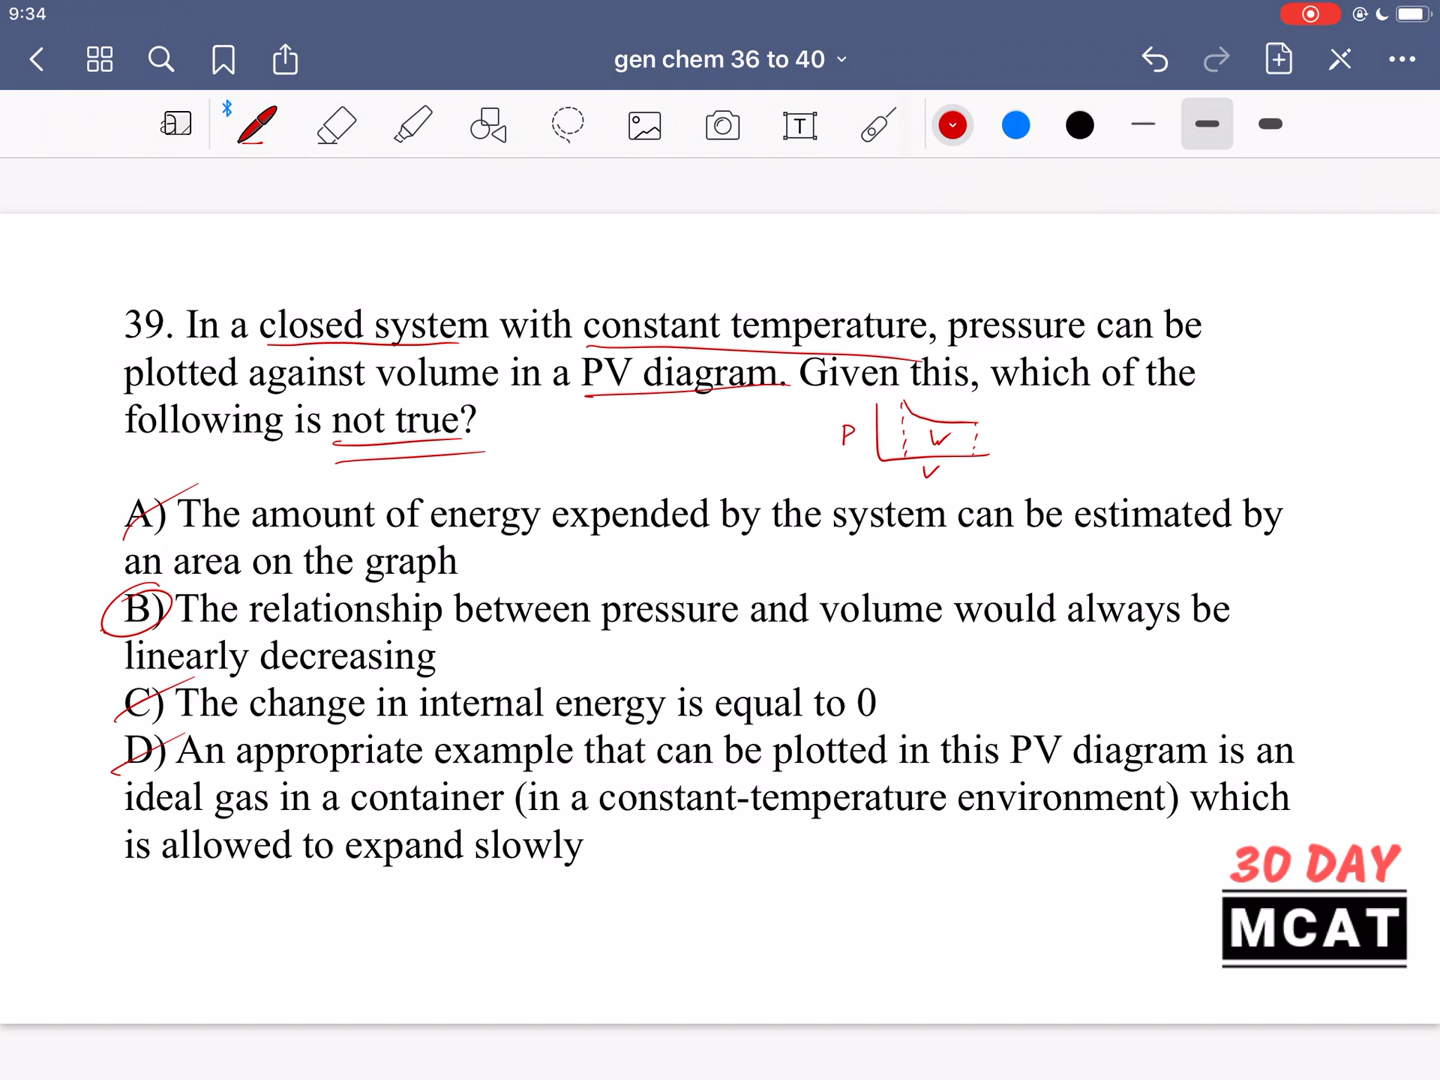 9:34
gen chem 36 to 40
T
39. In a closed system with constant temperature, pressure can be
plotted against volume in a PV diagram. Given this, which of the
following is not true?
P
W
V
A) The amount of energy expended by the system can be estimated by
an area on the graph
B) The relationship between pressure and volume would always be
linearly decreasing
C) The change in internal energy is equal to 0
D) An appropriate example that can be plotted in this PV diagram is an
ideal gas in a container (in a constant-temperature environment) which
is allowed to expand slowly
30 DAY
MCAT